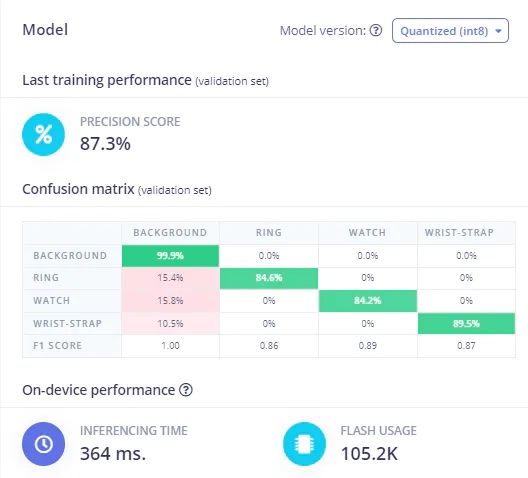 Model
Model version: ? Quantized (int8)
Last training performance (validation set)
%
PRECISION SCORE
87.3%
Confusion matrix (validation set)
BACKGROUND RING WATCH WRIST-STRAP
BACKGROUND 99.9% 0.0% 0.0% 0.0%
RING 15.4% 84.6% 0% 0%
WATCH 15.8% 0% 84.2% 0%
WRIST-STRAP 10.5% 0% 0% 89.5%
F1 SCORE 1.00 0.86 0.89 0.87
On-device performance ?
INFERENCING TIME
364 ms.
FLASH USAGE
105.2K